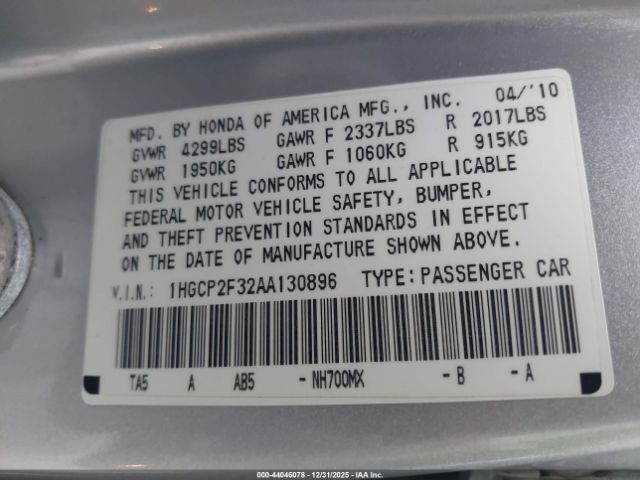 MFD. BY HONDA OF AMERICA MFG., INC. 04/'10
GVWR 4299LBS GAWR F 2337LBS R 2017LBS
GVWR 1950KG GAWR F 1060KG R 915KG
THIS VEHICLE CONFORMS TO ALL APPLICABLE
FEDERAL MOTOR VEHICLE SAFETY, BUMPER,
AND THEFT PREVENTION STANDARDS IN EFFECT
ON THE DATE OF MANUFACTURE SHOWN ABOVE.
V.I.N.: 1HGCP2F32AA130896 TYPE:PASSENGER CAR
TA5 A AB5 -NH700MX -B -A
000-44046078 - 12/31/2025 - IAAI.COM